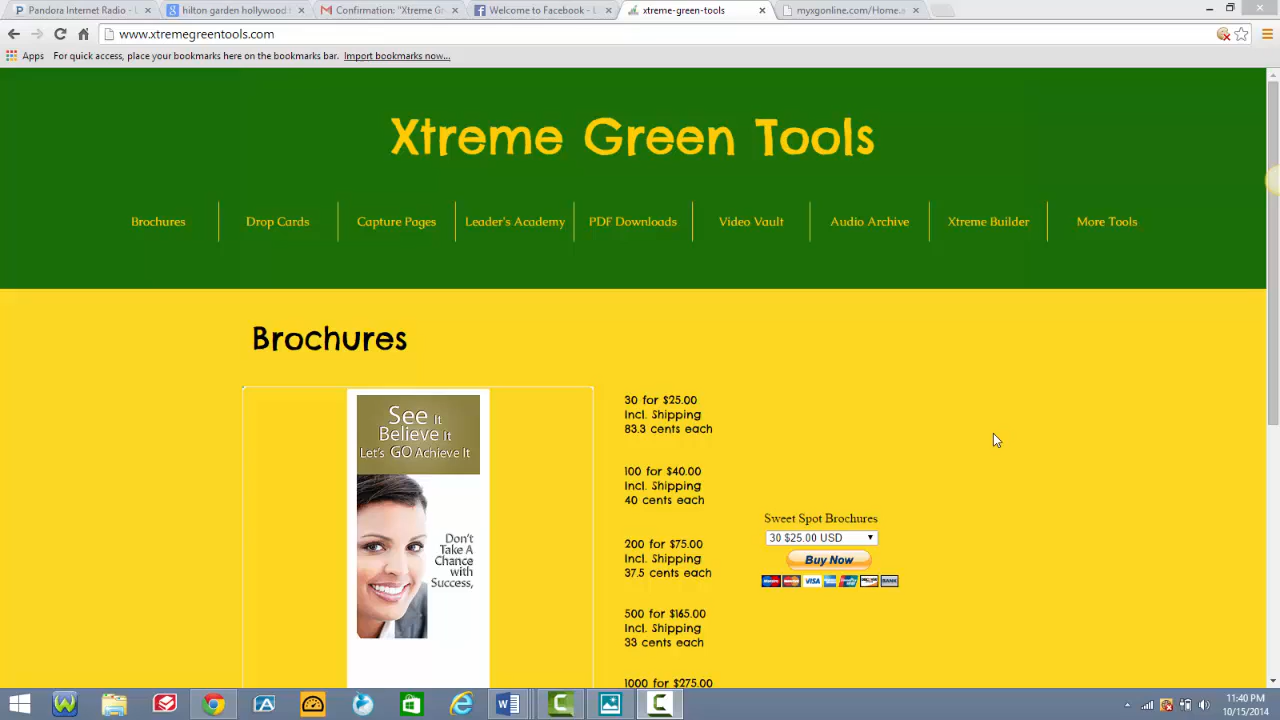 Pandora Internet Radio - L
hilton garden hollywood
Confirmation: "Xtreme G
Welcome to Facebook - L
xtreme-green-tools
myxgonline.com/Home.a
www.xtremegreentools.com
Apps For quick access, place your bookmarks here on the bookmarks bar. Import bookmarks now...
Xtreme Green Tools
Brochures
Drop Cards
Capture Pages
Leader's Academy
PDF Downloads
Video Vault
Audio Archive
Xtreme Builder
More Tools
Brochures
See It
Believe It
Let's GO Achieve It
Don't
Take A
Chance
with
Success,
30 for $25.00
Incl. Shipping
83.3 cents each
100 for $40.00
Incl. Shipping
40 cents each
200 for $75.00
Incl. Shipping
37.5 cents each
500 for $165.00
Incl. Shipping
33 cents each
1000 for $275.00
Sweet Spot Brochures
30 $25.00 USD
Buy Now
VISA
BANK
11:40 PM
10/15/2014